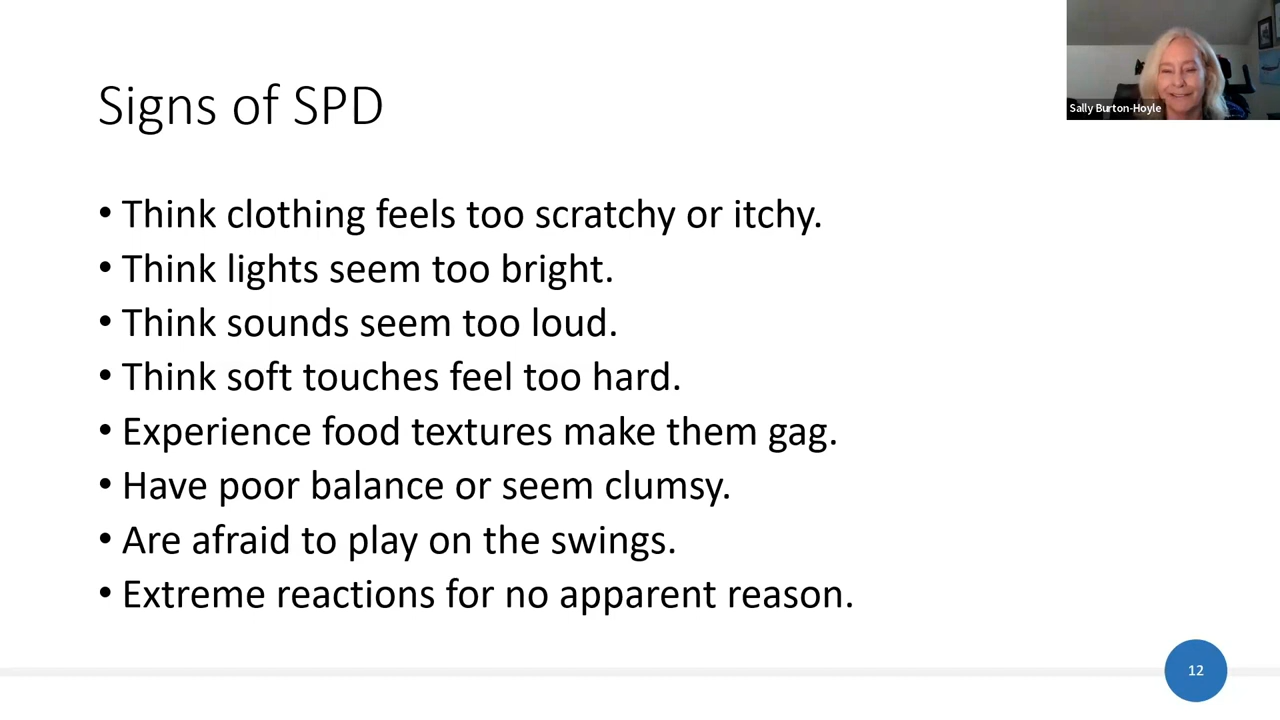 Signs of SPD
Sally Burton-Hoyle
• Think clothing feels too scratchy or itchy.
• Think lights seem too bright.
• Think sounds seem too loud.
• Think soft touches feel too hard.
• Experience food textures make them gag.
• Have poor balance or seem clumsy.
• Are afraid to play on the swings.
• Extreme reactions for no apparent reason.
12